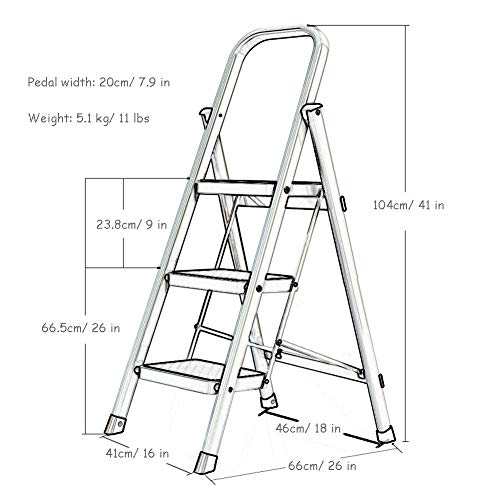 Pedal width: 20cm/ 7.9 in
Weight: 5.1 kg/ 11 lbs
104cm/ 41 in
23.8cm/ 9 in
66.5cm/ 26 in
46cm/ 18 in
41cm/ 16 in
66cm/ 26 in